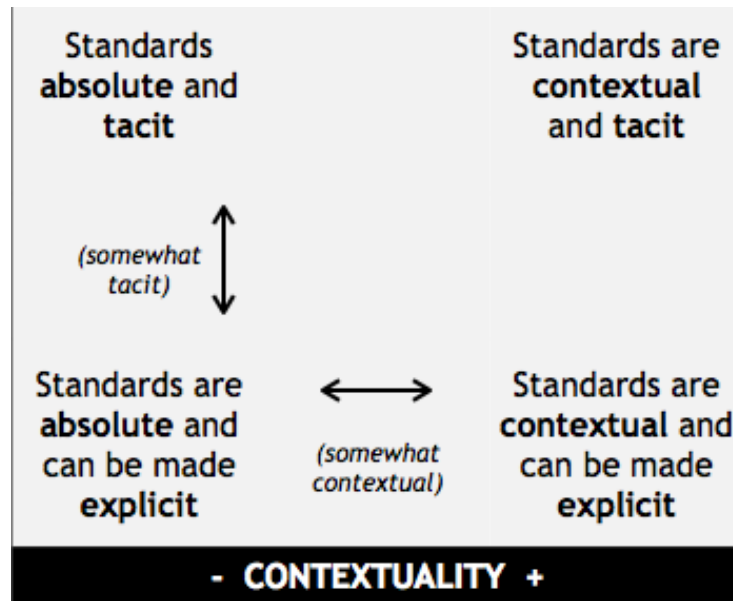 Standards
absolute and
tacit
Standards are
contextual
and tacit
(somewhat
tacit)
Standards are
absolute and
can be made
explicit
(somewhat
contextual)
Standards are
contextual and
can be made
explicit
- CONTEXTUALITY +